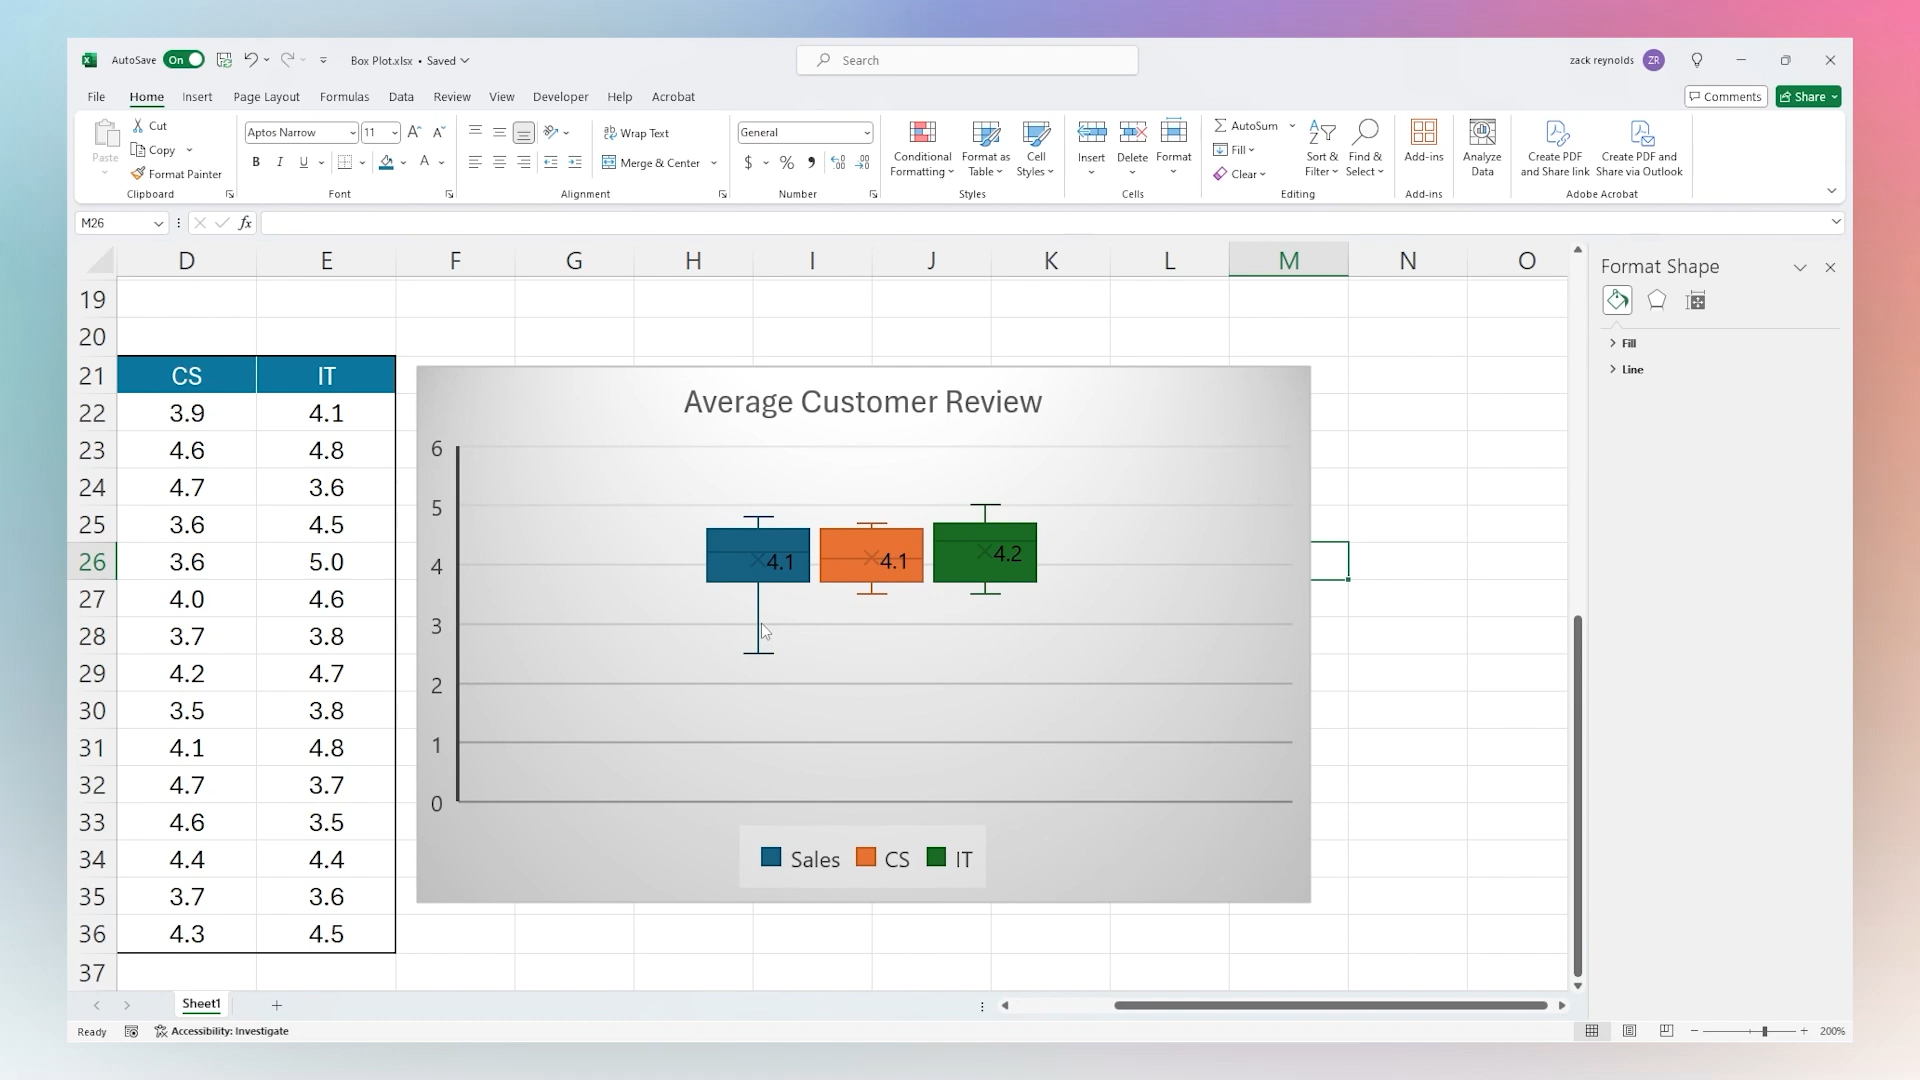 AutoSave On Box Plot.xlsx • Saved Search zack reynolds ZR
File Home Insert Page Layout Formulas Data Review View Developer Help Acrobat Comments Share
Paste Cut Copy Format Painter Clipboard
Aptos Narrow 11 B I U A Font
Wrap Text Merge & Center Alignment
General $ % Number
Conditional Formatting Format as Table Cell Styles Styles
Insert Delete Format Cells
AutoSum Fill Clear Sort & Filter Find & Select Editing
Add-ins Add-ins
Analyze Data
Create PDF and Share link Create PDF and Share via Outlook Adobe Acrobat
M26 fx
D E F G H I J K L M N O
19
20
21 CS IT
22 3.9 4.1
23 4.6 4.8
24 4.7 3.6
25 3.6 4.5
26 3.6 5.0
27 4.0 4.6
28 3.7 3.8
29 4.2 4.7
30 3.5 3.8
31 4.1 4.8
32 4.7 3.7
33 4.6 3.5
34 4.4 4.4
35 3.7 3.6
36 4.3 4.5
37
Average Customer Review
6
5
4
3
2
1
0
4.1 4.1 4.2
Sales CS IT
Format Shape
Fill
Line
Sheet1
Ready Accessibility: Investigate 200%